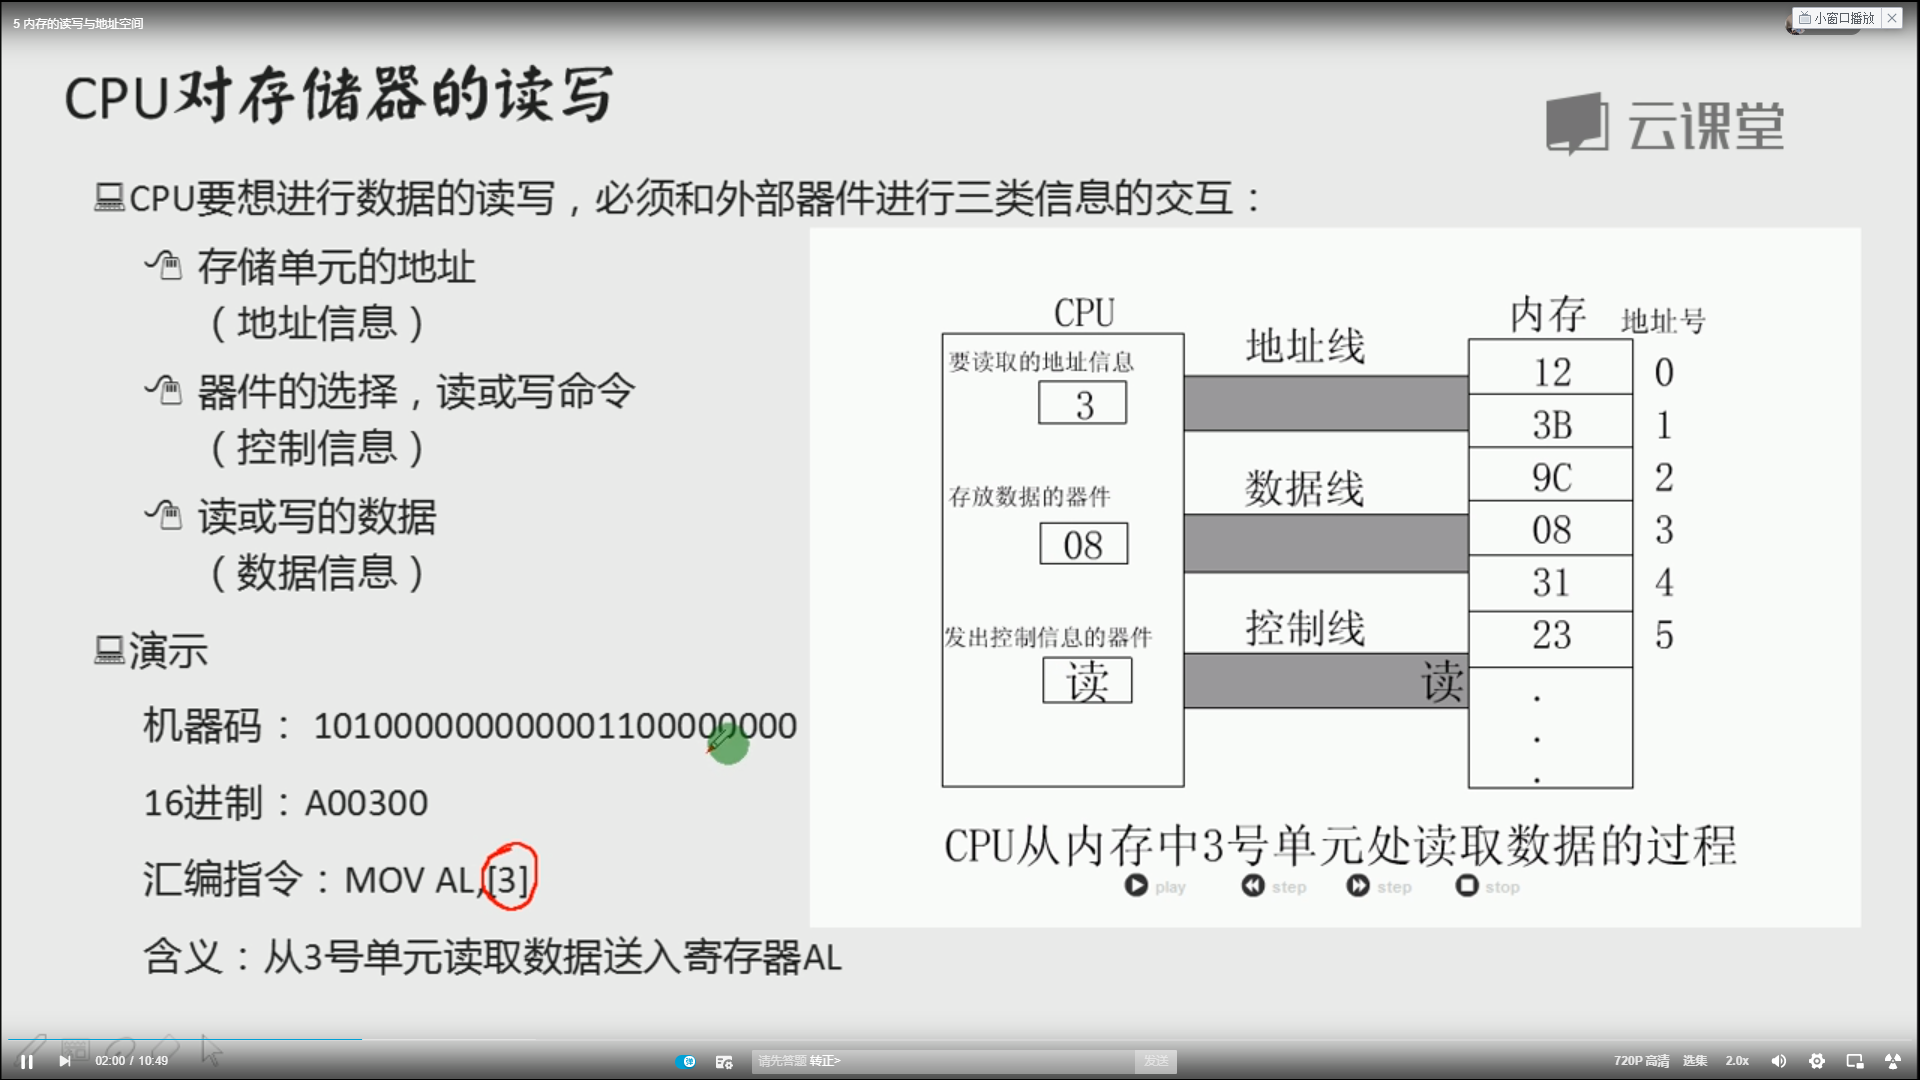 5 内存的读写与地址空间
小窗口播放
CPU对存储器的读写
云课堂
CPU要想进行数据的读写，必须和外部器件进行三类信息的交互：
存储单元的地址
（地址信息）
器件的选择，读或写命令
（控制信息）
读或写的数据
（数据信息）
演示
机器码： 101000000000001100000000
16进制：A00300
汇编指令：MOV AL,[3]
含义：从3号单元读取数据送入寄存器AL
CPU
内存 地址号
要读取的地址信息
3
地址线
存放数据的器件
08
数据线
发出控制信息的器件
读
控制线
读
12 0
3B 1
9C 2
08 3
31 4
23 5
.
.
.
CPU从内存中3号单元处读取数据的过程
play step step stop
02:00 / 10:49
弹
请先答题 转正>
发送
720P 高清 选集 2.0x